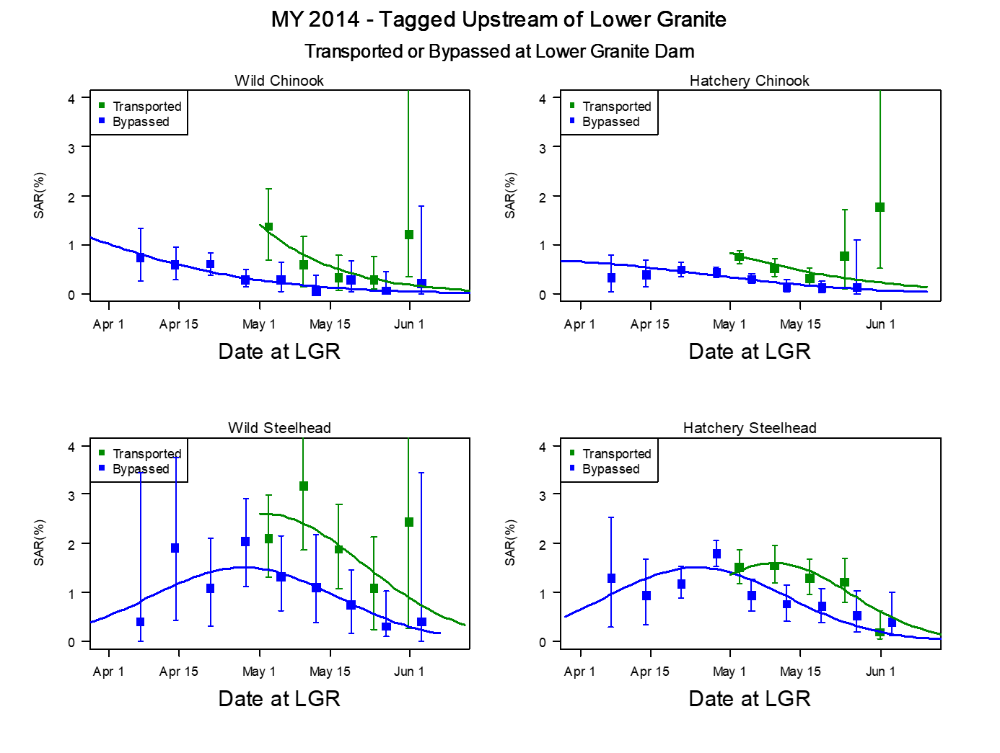 MY 2014 - Tagged Upstream of Lower Granite
Transported or Bypassed at Lower Granite Dam
Wild Chinook
Transported
Bypassed
SAR(%)
4
3
2
1
0
Apr 1 Apr 15 May 1 May 15 Jun 1
Date at LGR
Hatchery Chinook
Transported
Bypassed
SAR(%)
4
3
2
1
0
Apr 1 Apr 15 May 1 May 15 Jun 1
Date at LGR
Wild Steelhead
Transported
Bypassed
SAR(%)
4
3
2
1
0
Apr 1 Apr 15 May 1 May 15 Jun 1
Date at LGR
Hatchery Steelhead
Transported
Bypassed
SAR(%)
4
3
2
1
0
Apr 1 Apr 15 May 1 May 15 Jun 1
Date at LGR